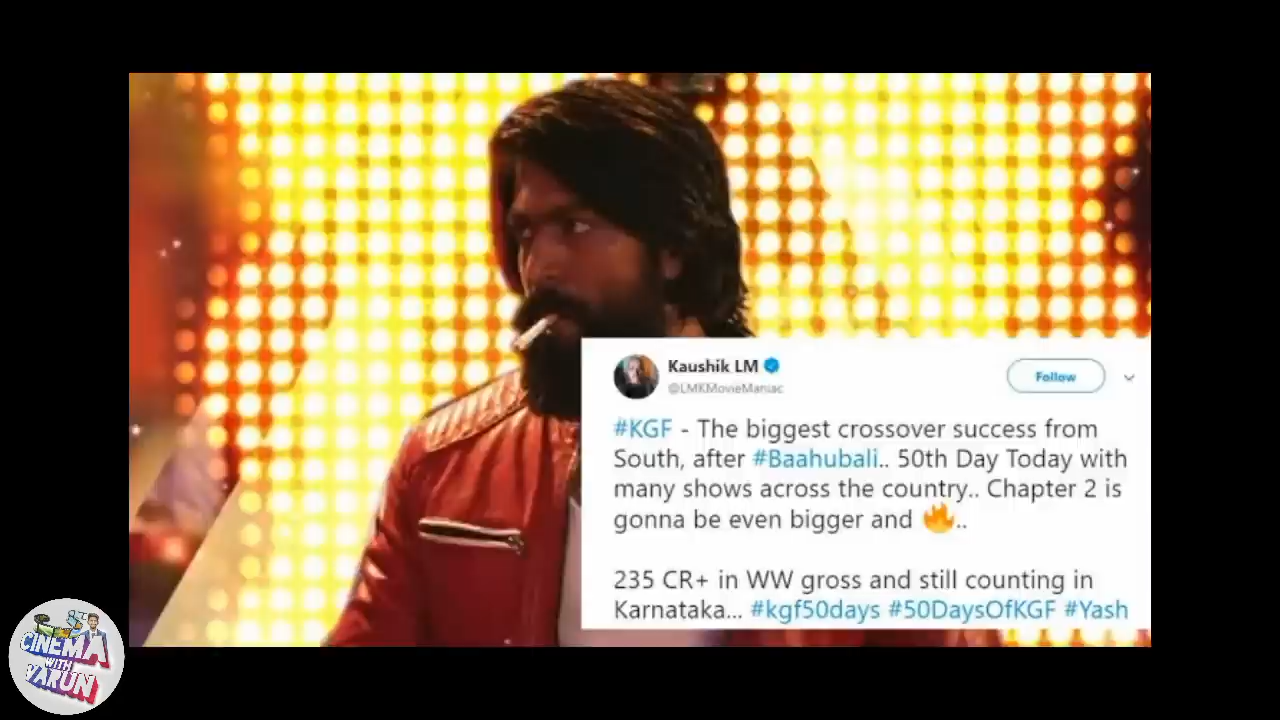 Kaushik LM
@LMKMovieManiac
Follow
#KGF - The biggest crossover success from
South, after #Baahubali.. 50th Day Today with
many shows across the country.. Chapter 2 is
gonna be even bigger and 🔥..
235 CR+ in WW gross and still counting in
Karnataka... #kgf50days #50DaysOfKGF #Yash
CINEMA
WITH
VARUN